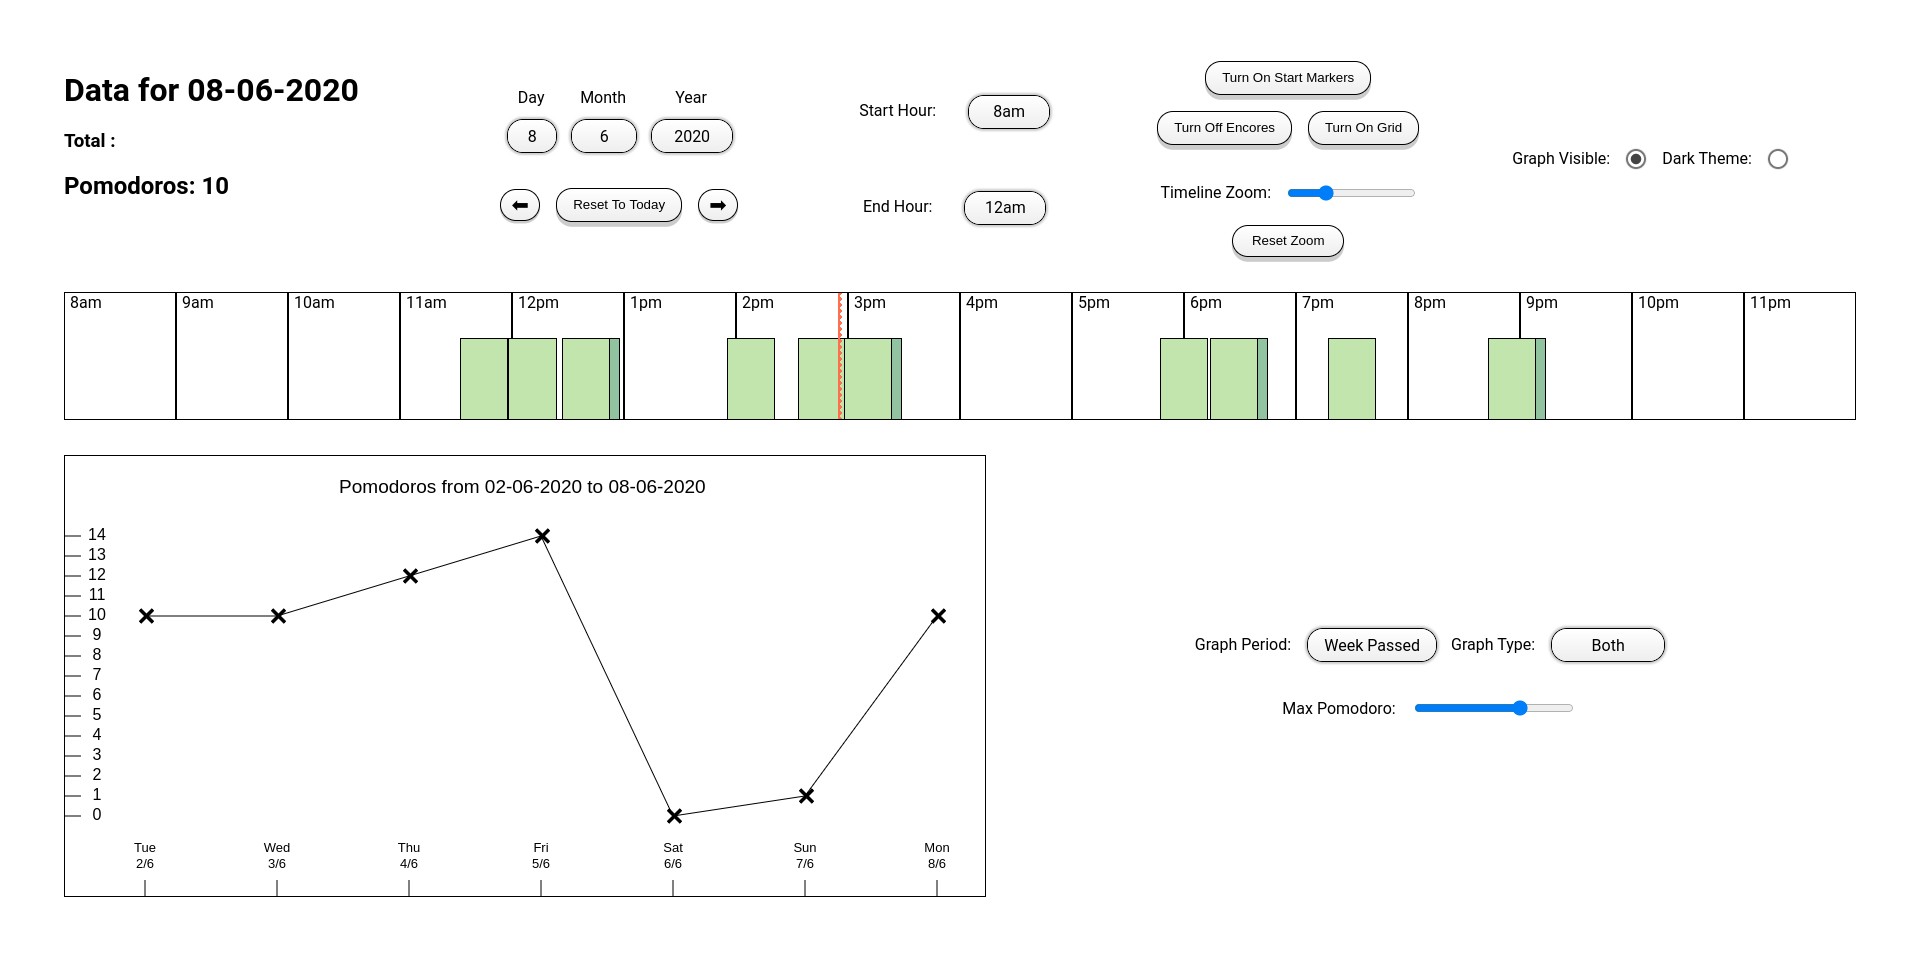 Data for 08-06-2020
Total :
Pomodoros: 10
Day Month Year
8 6 2020
Reset To Today
Start Hour: 8am
End Hour: 12am
Turn On Start Markers
Turn Off Encores Turn On Grid
Timeline Zoom:
Reset Zoom
Graph Visible: Dark Theme:
8am 9am 10am 11am 12pm 1pm 2pm 3pm 4pm 5pm 6pm 7pm 8pm 9pm 10pm 11pm
Pomodoros from 02-06-2020 to 08-06-2020
14
13
12
11
10
9
8
7
6
5
4
3
2
1
0
Tue Wed Thu Fri Sat Sun Mon
2/6 3/6 4/6 5/6 6/6 7/6 8/6
Graph Period: Week Passed Graph Type: Both
Max Pomodoro: